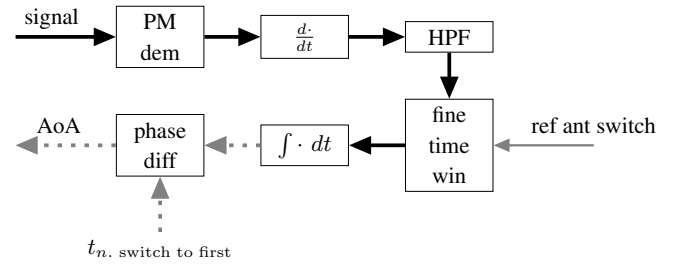 signal
PM
dem
d·
dt
HPF
fine
time
win
ref ant switch
∫ · dt
phase
diff
AoA
t_{n. switch to first}